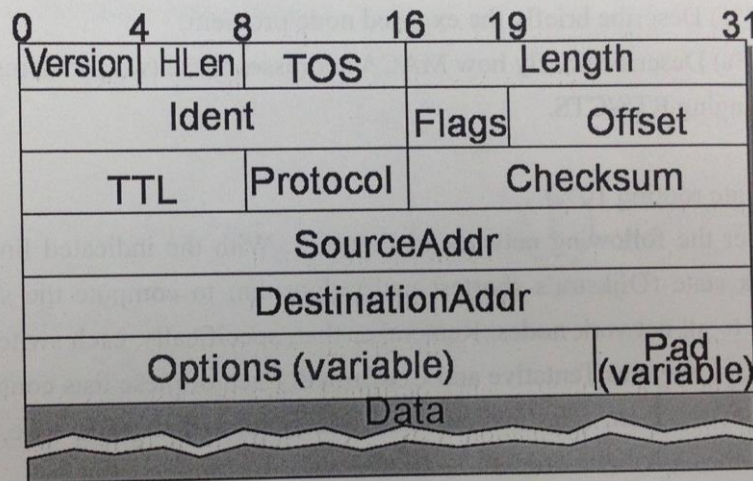 0 4 8 16 19 31
Version HLen TOS Length
Ident Flags Offset
TTL Protocol Checksum
SourceAddr
DestinationAddr
Options (variable) Pad (variable)
Data